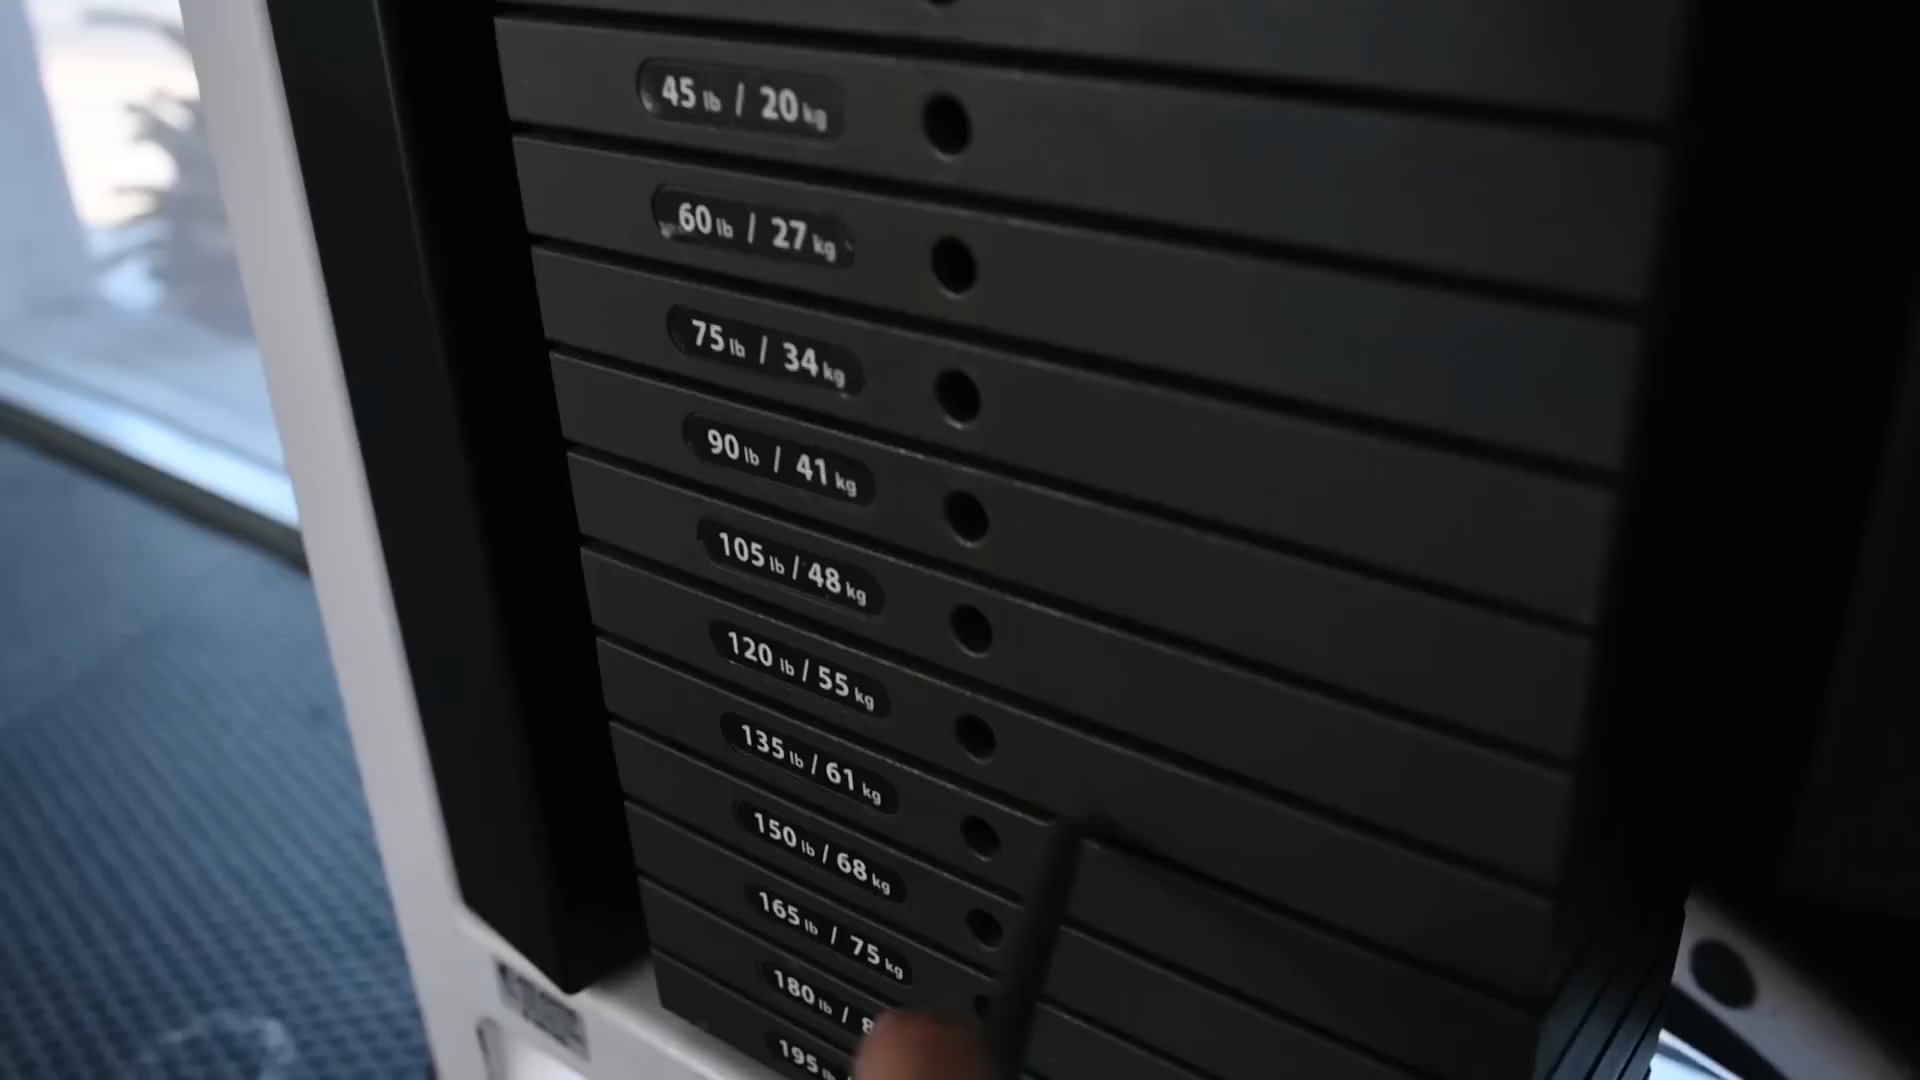 45 lb / 20 kg
60 lb / 27 kg
75 lb / 34 kg
90 lb / 41 kg
105 lb / 48 kg
120 lb / 55 kg
135 lb / 61 kg
150 lb / 68 kg
165 lb / 75 kg
180 lb / 8
195 lb